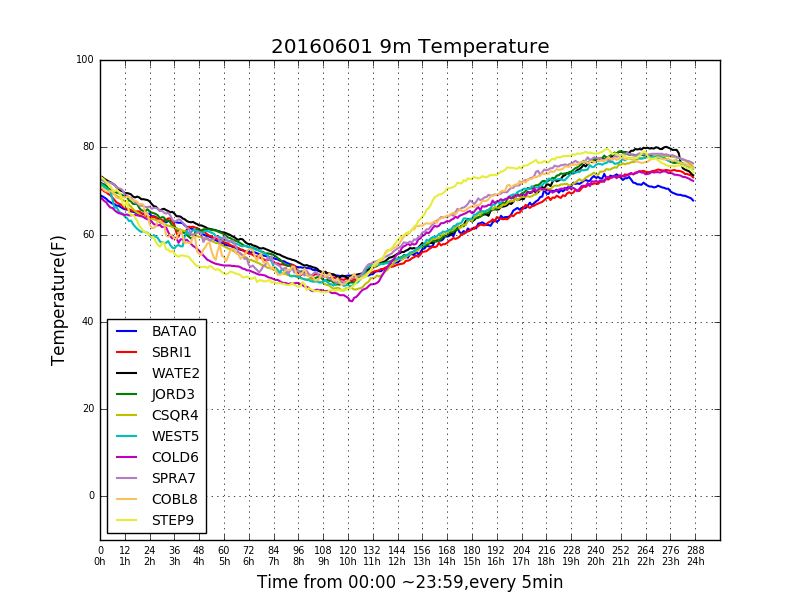 20160601 9m Temperature
100
80
60
40
20
0
Temperature(F)
BATA0
SBRI1
WATE2
JORD3
CSQR4
WEST5
COLD6
SPRA7
COBL8
STEP9
0 12 24 36 48 60 72 84 96 108 120 132 144 156 168 180 192 204 216 228 240 252 264 276 288
0h 1h 2h 3h 4h 5h 6h 7h 8h 9h 10h 11h 12h 13h 14h 15h 16h 17h 18h 19h 20h 21h 22h 23h 24h
Time from 00:00 ~23:59,every 5min